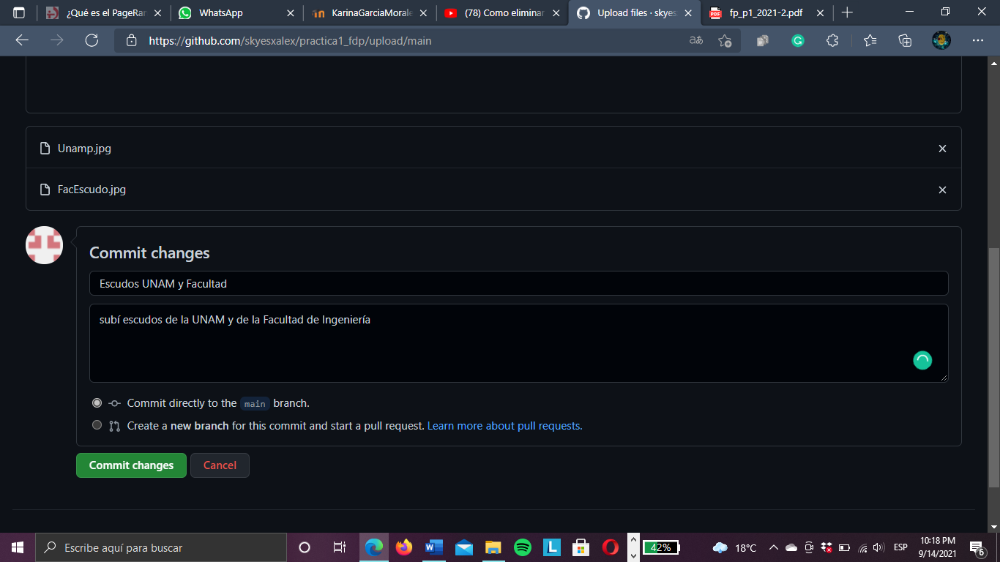 ¿Qué es el PageRar
WhatsApp
KarinaGarciaMorale
(78) Como eliminar
Upload files · skyes
fp_p1_2021-2.pdf
https://github.com/skyesxalex/practica1_fdp/upload/main
Unamp.jpg
FacEscudo.jpg
Commit changes
Escudos UNAM y Facultad
subí escudos de la UNAM y de la Facultad de Ingeniería
Commit directly to the main branch.
Create a new branch for this commit and start a pull request. Learn more about pull requests.
Commit changes
Cancel
Escribe aquí para buscar
42%
18°C
ESP
10:18 PM
9/14/2021
6